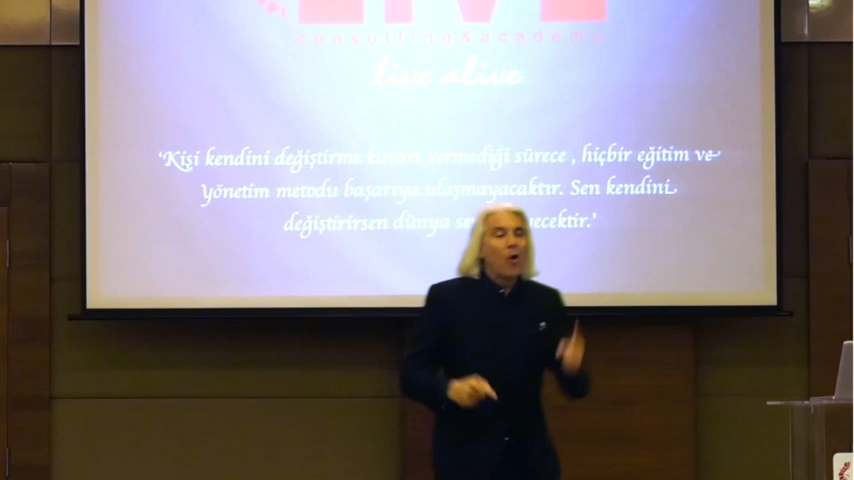 LIVE
consulting&academy
live alive
‘Kişi kendini değiştirme kararı vermediği sürece , hiçbir eğitim ve
Yönetim metodu başarıya ulaşmayacaktır. Sen kendini
değiştirirsen dünya